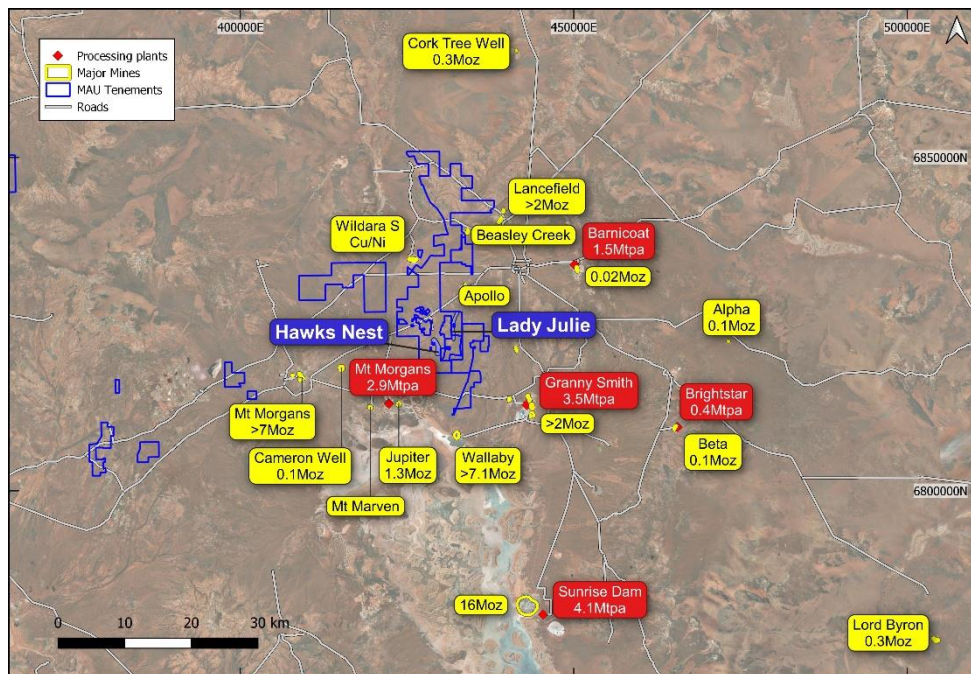 400000E
450000E
500000E
Processing plants
Major Mines
MAU Tenements
Roads
Cork Tree Well
0.3Moz
6850000N
Lancefield
>2Moz
Wildara S
Cu/Ni
Beasley Creek
Barnicoat
1.5Mtpa
0.02Moz
Apollo
Alpha
0.1Moz
Hawks Nest
Lady Julie
Mt Morgans
2.9Mtpa
Granny Smith
3.5Mtpa
Brightstar
0.4Mtpa
Mt Morgans
>7Moz
>2Moz
Cameron Well
0.1Moz
Jupiter
1.3Moz
Wallaby
>7.1Moz
Beta
0.1Moz
Mt Marven
6800000N
16Moz
Sunrise Dam
4.1Mtpa
Lord Byron
0.3Moz
0 10 20 30 km